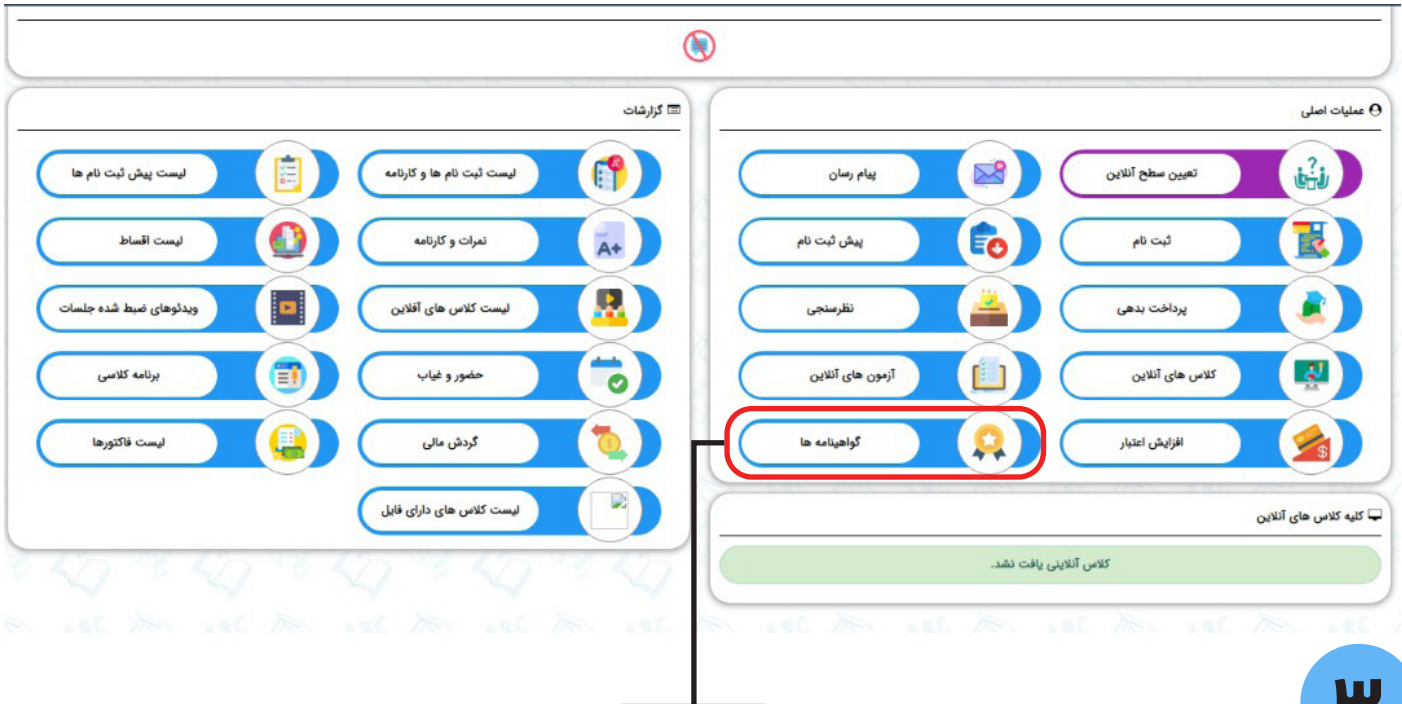 عملیات اصلی
تعیین سطح آنلاین
پیام رسان
ثبت نام
پیش ثبت نام
پرداخت بدهی
نظرسنجی
کلاس های آنلاین
آزمون های آنلاین
افزایش اعتبار
گواهینامه ها
کلیه کلاس های آنلاین
کلاس آنلاینی یافت نشد.
گزارشات
لیست ثبت نام ها و کارنامه
لیست پیش ثبت نام ها
نمرات و کارنامه
A+
لیست اقساط
لیست کلاس های آفلاین
ویدئوهای ضبط شده جلسات
حضور و غیاب
برنامه کلاسی
گردش مالی
لیست فاکتورها
لیست کلاس های دارای فایل
۳